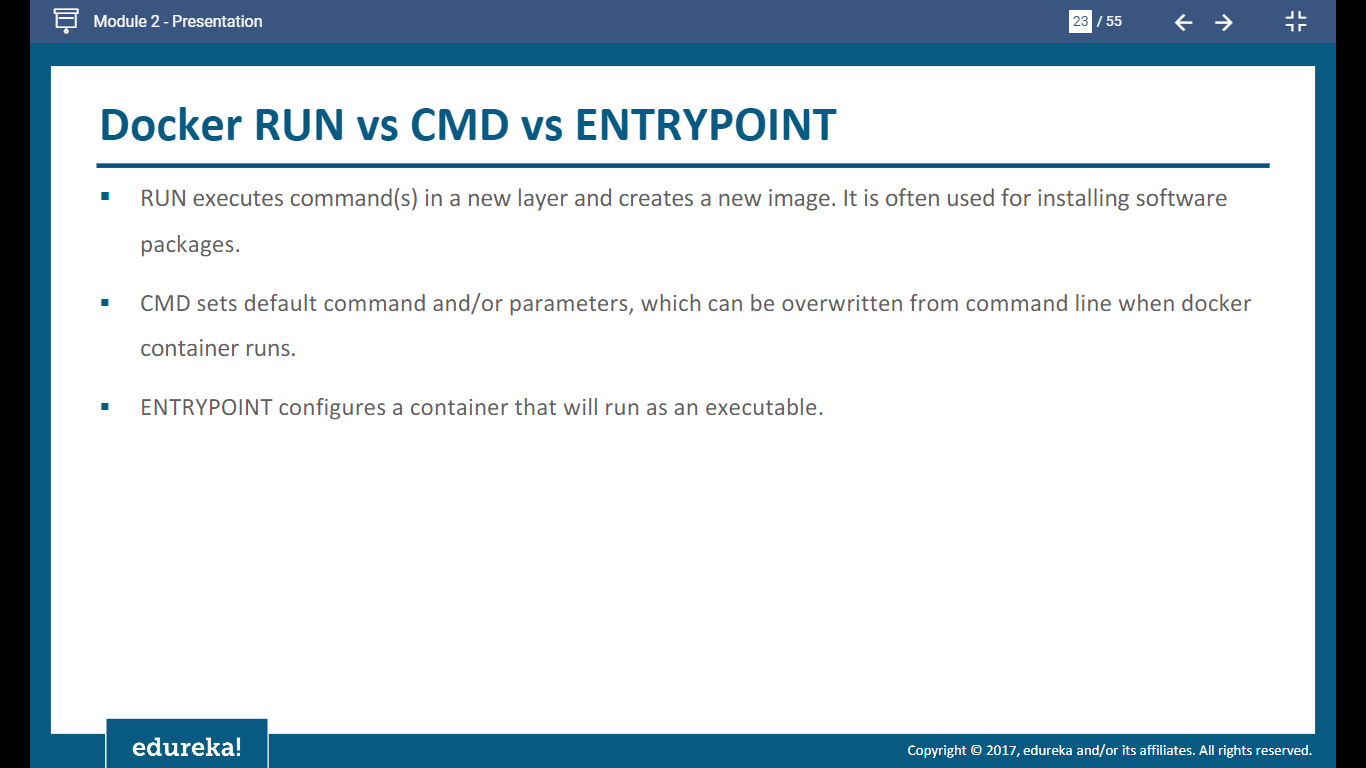 Module 2 - Presentation
23 / 55
Docker RUN vs CMD vs ENTRYPOINT
RUN executes command(s) in a new layer and creates a new image. It is often used for installing software
packages.
CMD sets default command and/or parameters, which can be overwritten from command line when docker
container runs.
ENTRYPOINT configures a container that will run as an executable.
edureka!
Copyright © 2017, edureka and/or its affiliates. All rights reserved.